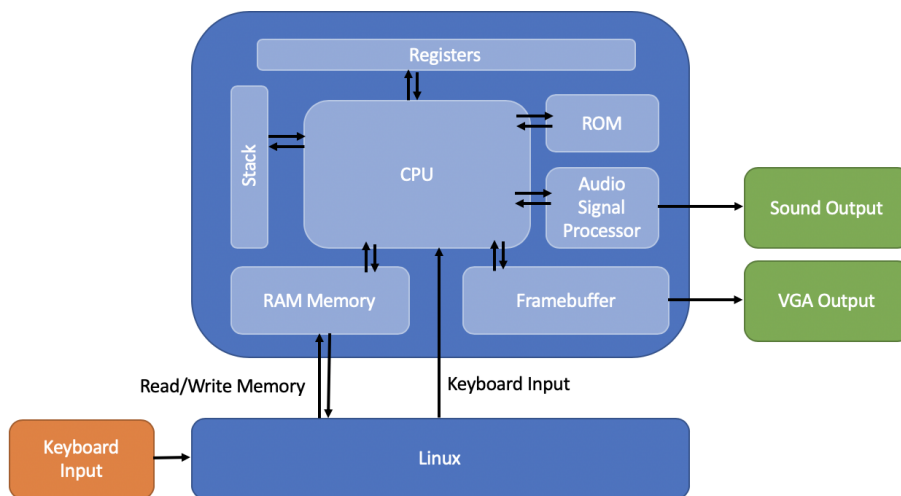 Registers
Stack
CPU
ROM
Audio
Signal
Processor
Sound Output
RAM Memory
Framebuffer
VGA Output
Read/Write Memory
Keyboard Input
Keyboard
Input
Linux